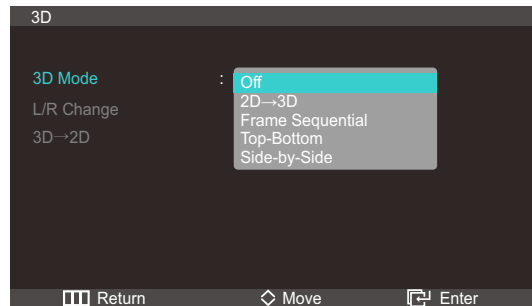 3D
3D Mode : Off
2D→3D
L/R Change
Frame Sequential
3D→2D
Top-Bottom
Side-by-Side
Return Move Enter